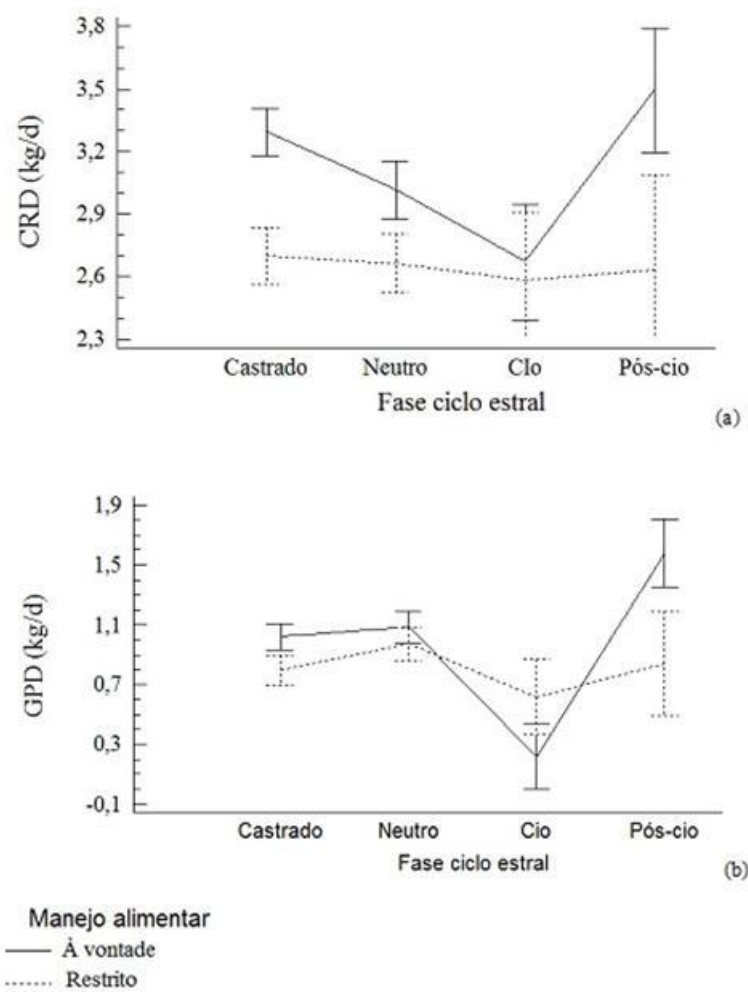 3,8
3,5
3,2
2,9
2,6
2,3
CRD (kg/d)
Castrado Neutro CIo Pós-cio
Fase ciclo estral
(a)
1,9
1,5
1,1
0,7
0,3
-0,1
GPD (kg/d)
Castrado Neutro Cio Pós-cio
Fase ciclo estral
(b)
Manejo alimentar
À vontade
Restrito